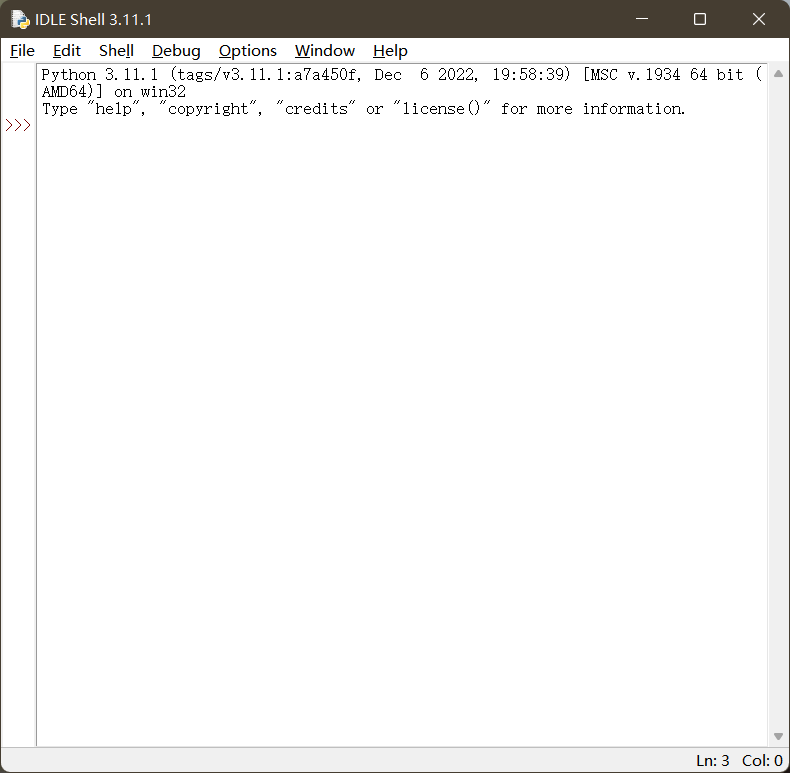 IDLE Shell 3.11.1
File Edit Shell Debug Options Window Help
Python 3.11.1 (tags/v3.11.1:a7a450f, Dec  6 2022, 19:58:39) [MSC v.1934 64 bit (
AMD64)] on win32
Type "help", "copyright", "credits" or "license()" for more information.
>>>
Ln: 3 Col: 0